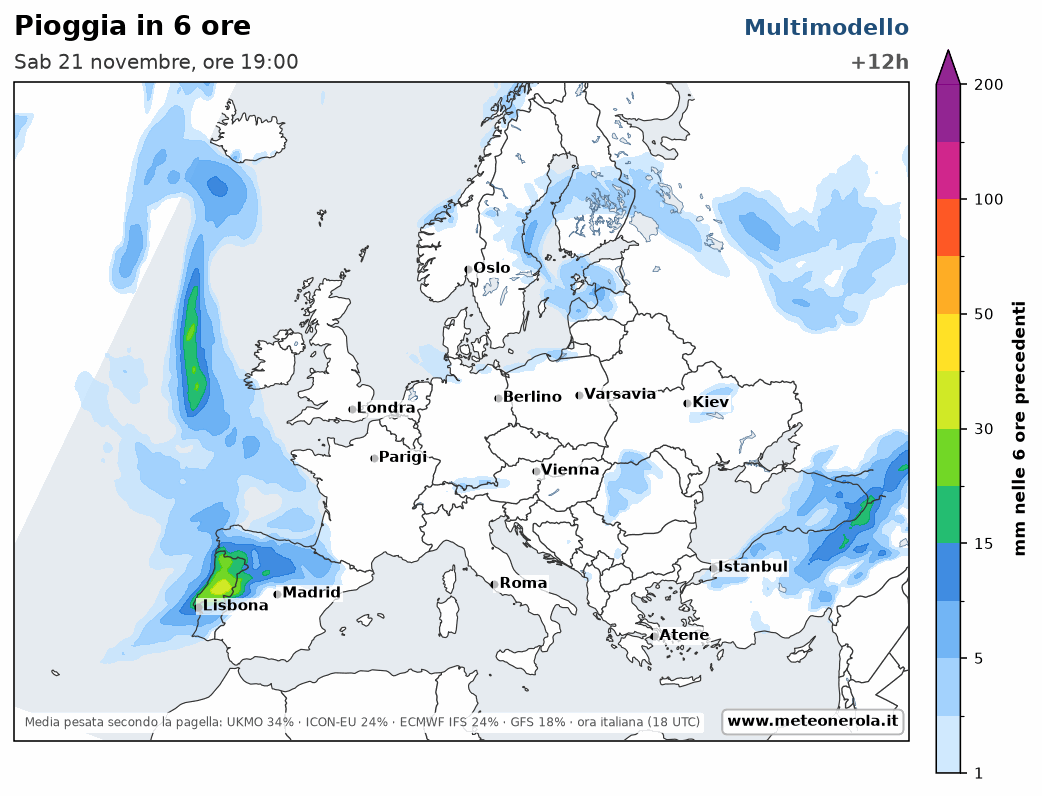 Pioggia in 6 ore
Multimodello
Sab 21 novembre, ore 19:00
+12h
200
100
50
30
15
5
1
mm nelle 6 ore precedenti
Oslo
Berlino
Varsavia
Kiev
Londra
Parigi
Vienna
Istanbul
Roma
Madrid
Lisbona
Atene
Media pesata secondo la pagella: UKMO 34% · ICON-EU 24% · ECMWF IFS 24% · GFS 18% · ora italiana (18 UTC)
www.meteonerola.it